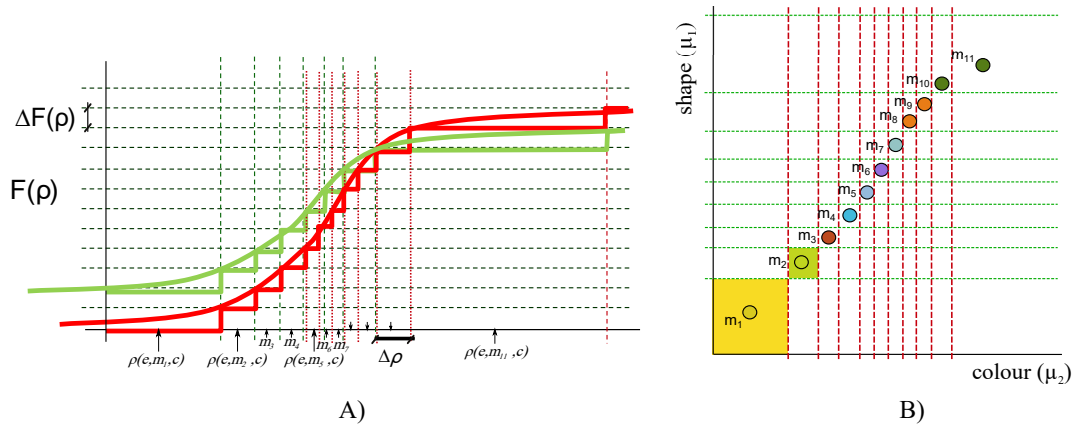 ΔF(ρ)
F(ρ)
ρ(e,m₁,c)
ρ(e,m₂ ,c)
m₃
m₄
ρ(e,m₅ ,c)
m₆
m₇
Δρ
ρ(e,m₁₁ ,c)
A)
shape (μ₁)
m₁₁
m₁₀
m₉
m₈
m₇
m₆
m₅
m₄
m₃
m₂
m₁
colour (μ₂)
B)